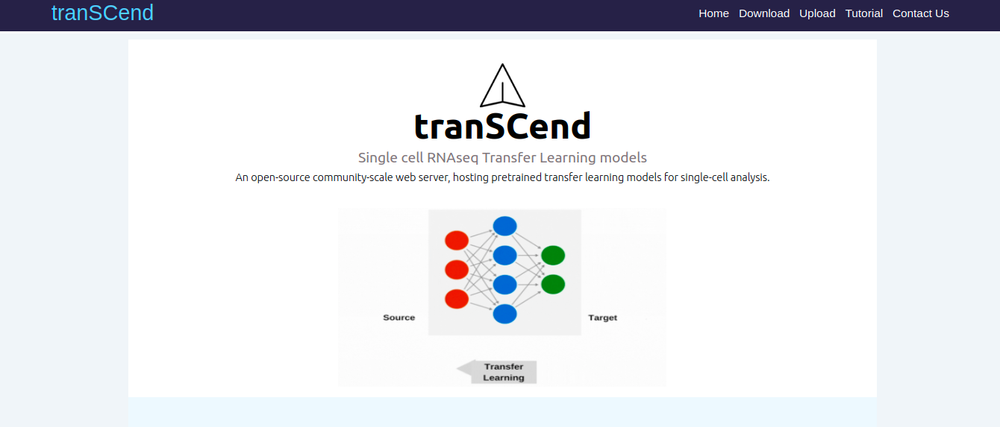 tranSCend
Home Download Upload Tutorial Contact Us
tranSCend
Single cell RNAseq Transfer Learning models
An open-source community-scale web server, hosting pretrained transfer learning models for single-cell analysis.
Source
Target
Transfer
Learning